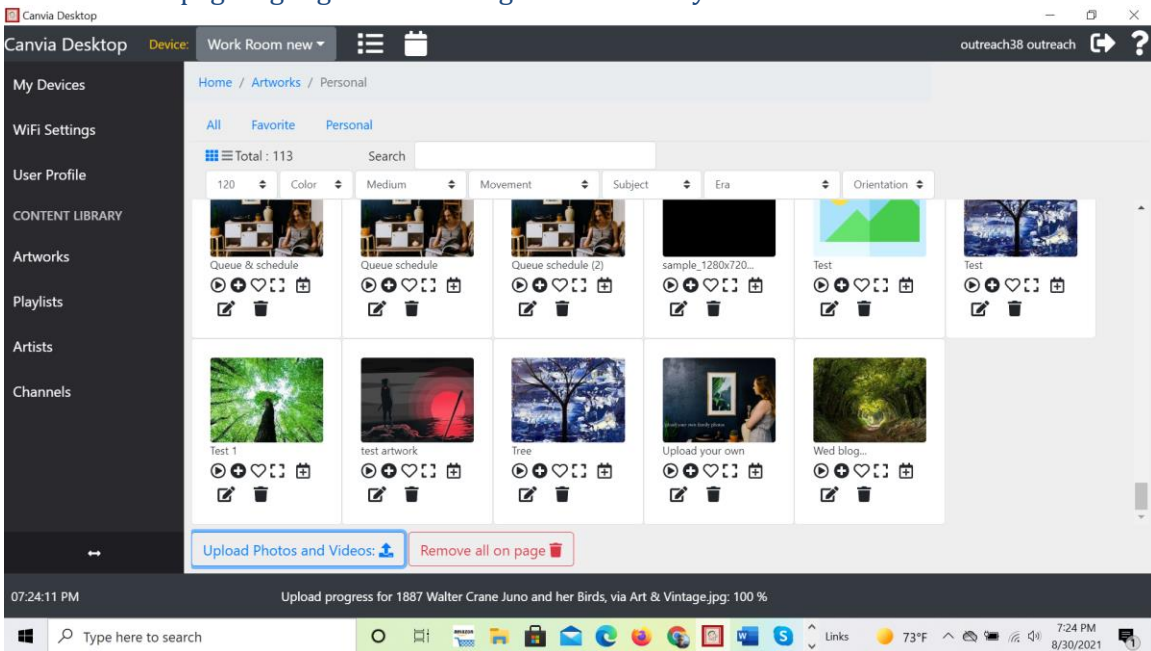 Canvia Desktop
Canvia Desktop Device: Work Room new outreach38 outreach ?
My Devices
WiFi Settings
User Profile
CONTENT LIBRARY
Artworks
Playlists
Artists
Channels
Home / Artworks / Personal
All Favorite Personal
Total : 113 Search
120 Color Medium Movement Subject Era Orientation
Queue & schedule Queue schedule Queue schedule (2) sample_1280x720... Test Test
Test 1 test artwork Tree Upload your own Wed blog...
Upload Photos and Videos: Remove all on page
07:24:11 PM Upload progress for 1887 Walter Crane Juno and her Birds, via Art & Vintage.jpg: 100 %
Type here to search amazon Links 73°F 7:24 PM
8/30/2021 1